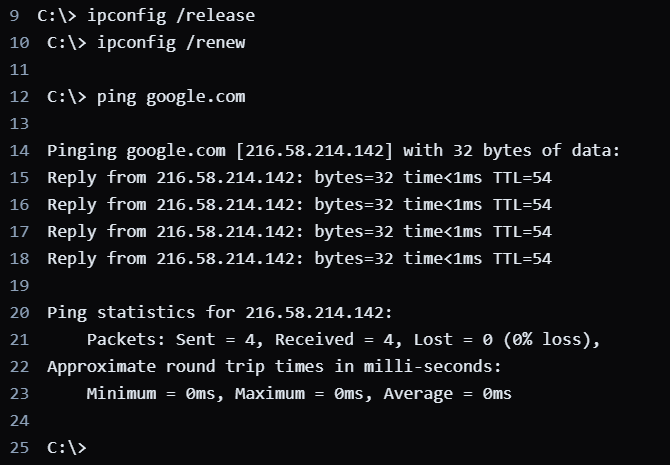 9 C:\> ipconfig /release
10 C:\> ipconfig /renew
11
12 C:\> ping google.com
13
14 Pinging google.com [216.58.214.142] with 32 bytes of data:
15 Reply from 216.58.214.142: bytes=32 time<1ms TTL=54
16 Reply from 216.58.214.142: bytes=32 time<1ms TTL=54
17 Reply from 216.58.214.142: bytes=32 time<1ms TTL=54
18 Reply from 216.58.214.142: bytes=32 time<1ms TTL=54
19
20 Ping statistics for 216.58.214.142:
21 Packets: Sent = 4, Received = 4, Lost = 0 (0% loss),
22 Approximate round trip times in milli-seconds:
23 Minimum = 0ms, Maximum = 0ms, Average = 0ms
24
25 C:\>